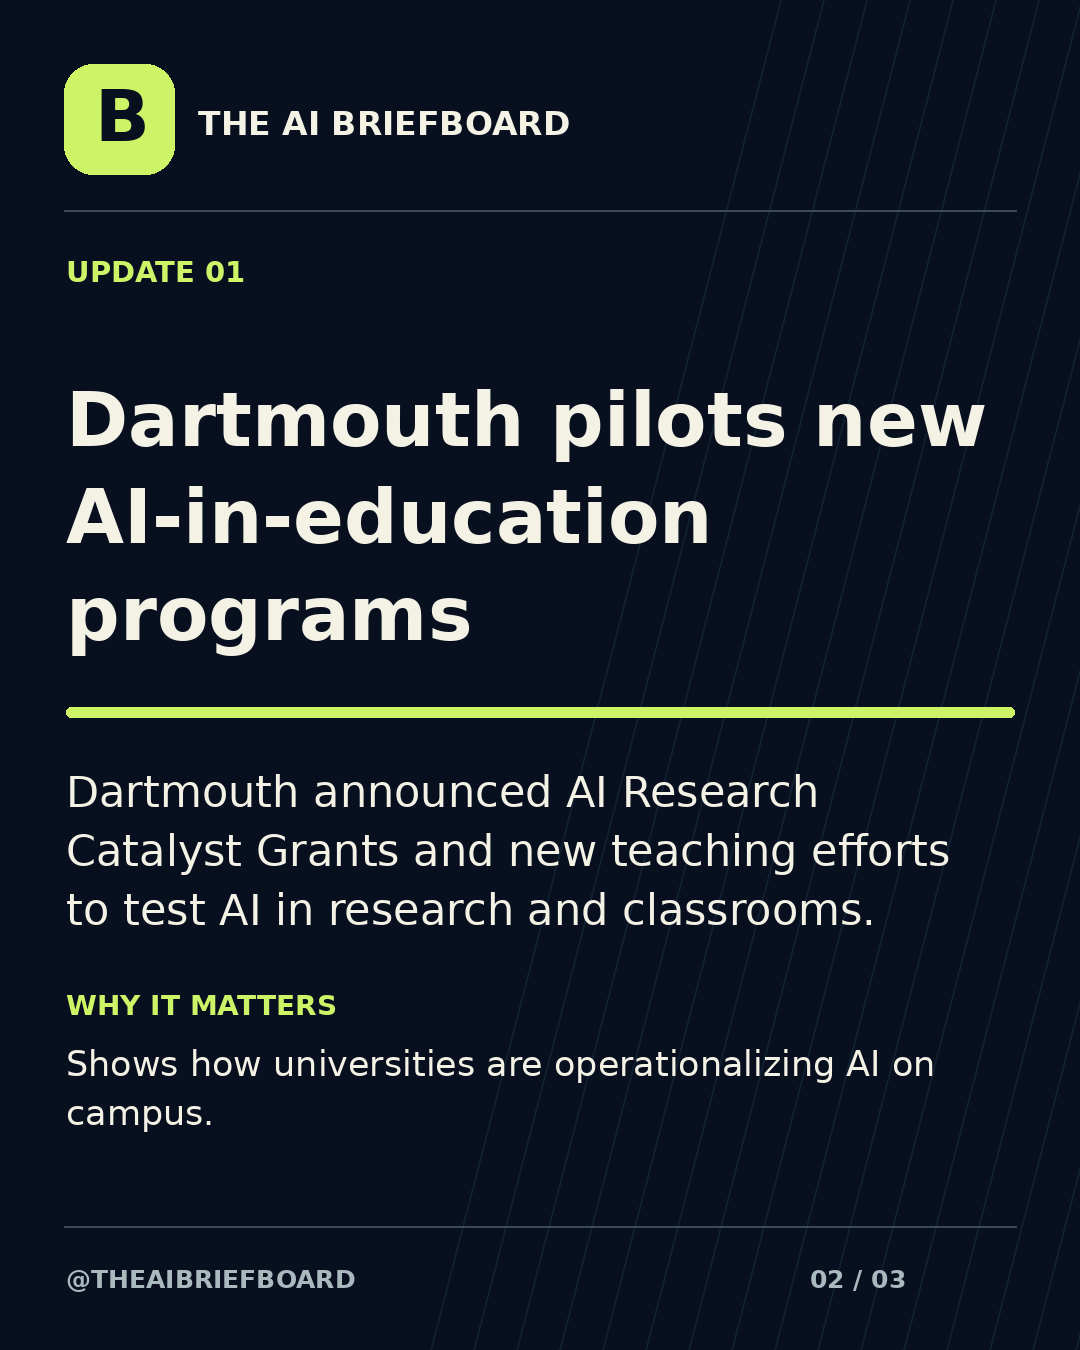 B
THE AI BRIEFBOARD
UPDATE 01
Dartmouth pilots new
AI-in-education
programs
Dartmouth announced AI Research
Catalyst Grants and new teaching efforts
to test AI in research and classrooms.
WHY IT MATTERS
Shows how universities are operationalizing AI on
campus.
@THEAIBRIEFBOARD
02 / 03